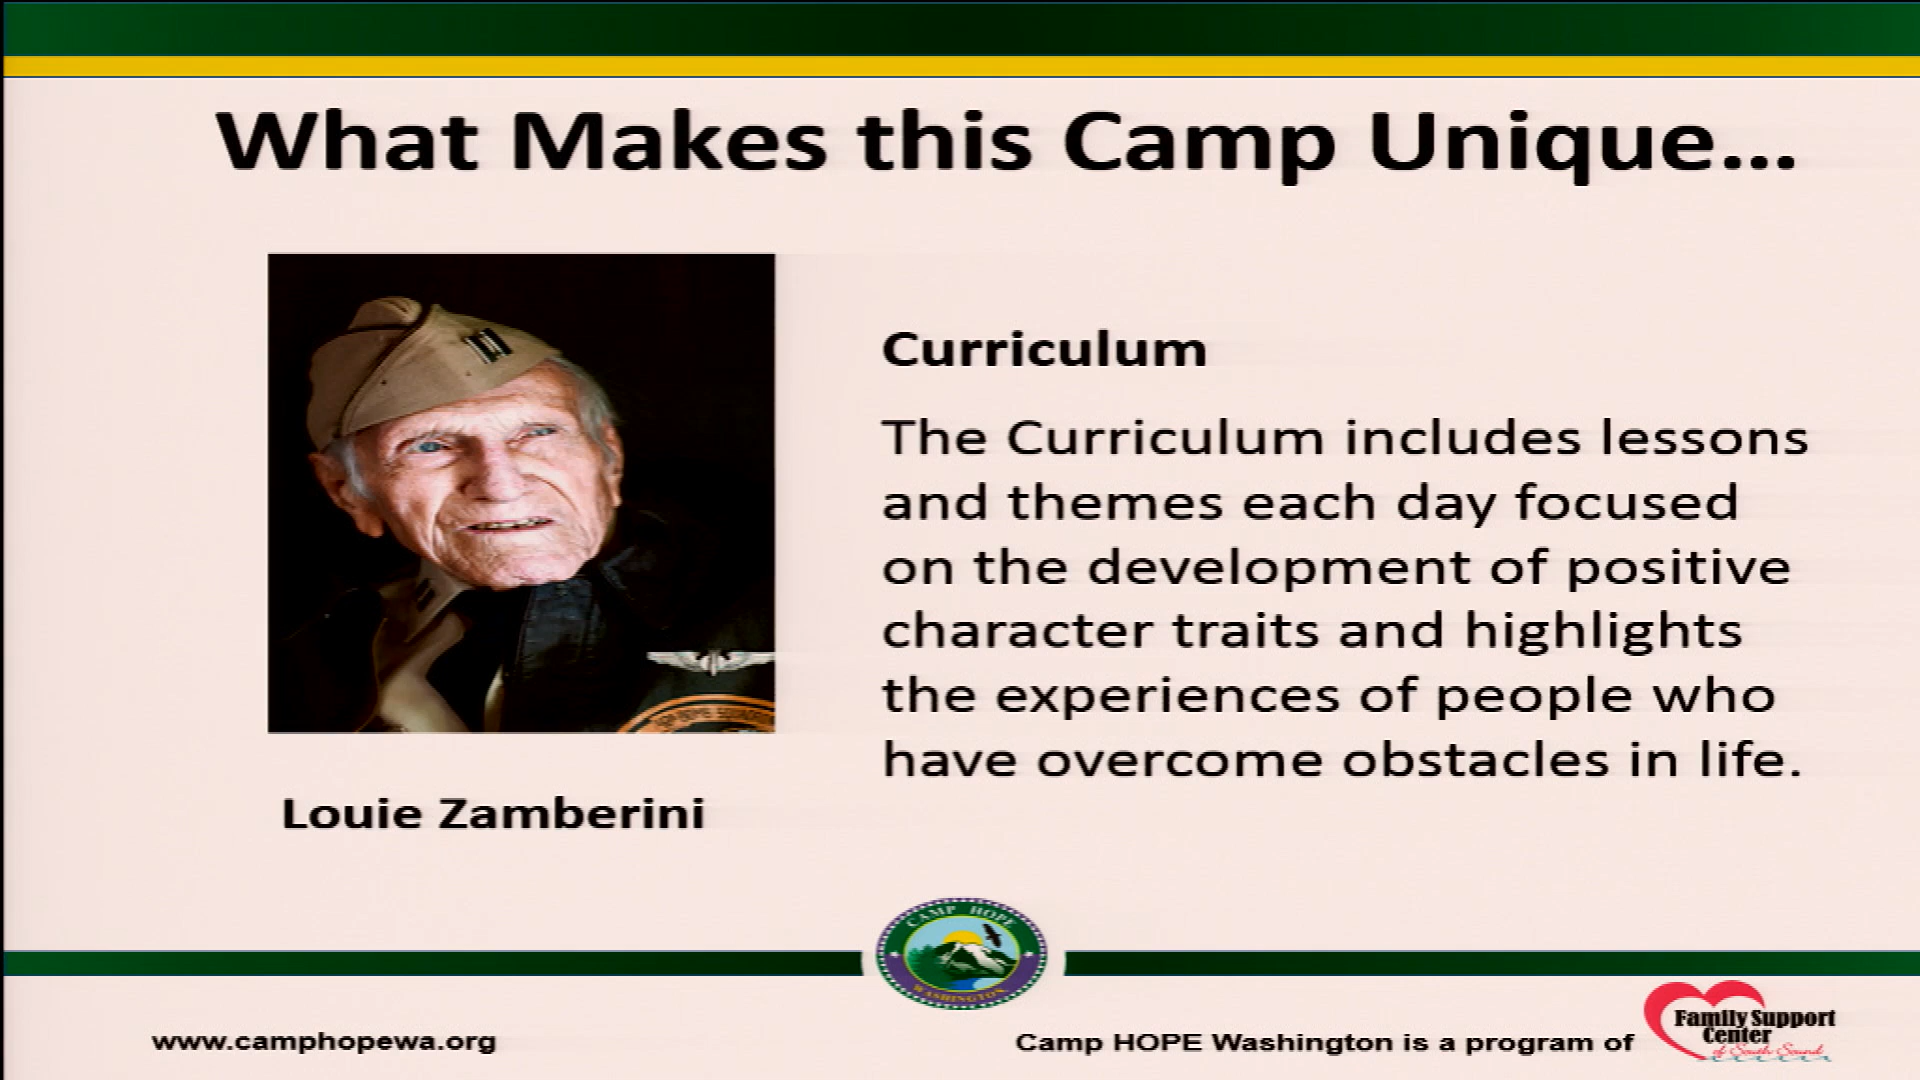 What Makes this Camp Unique...
Curriculum
The Curriculum includes lessons
and themes each day focused
on the development of positive
character traits and highlights
the experiences of people who
have overcome obstacles in life.
Louie Zamberini
CAMP HOPE
WASHINGTON
www.camphopewa.org
Camp HOPE Washington is a program of
Family Support
Center
of South Sound